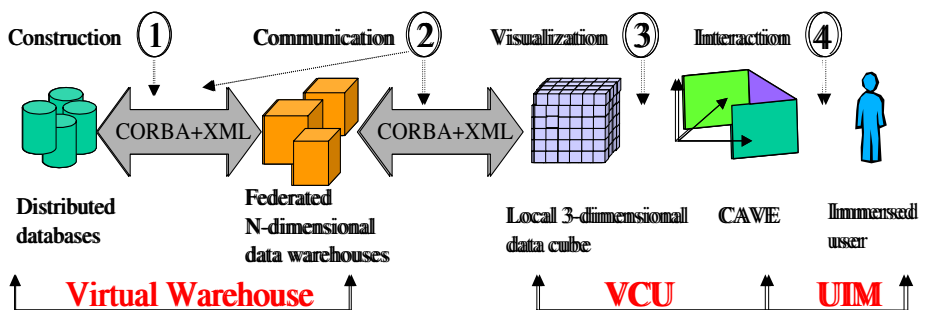 Construction 1 Communication 2 Visualization 3 Interaction 4
CORBA+XML CORBA+XML
Distributed
databases
Federated
N-dimensional
data warehouses
Local 3-dimensional
data cube
CAVE
Immersed
user
Virtual Warehouse VCU UIM